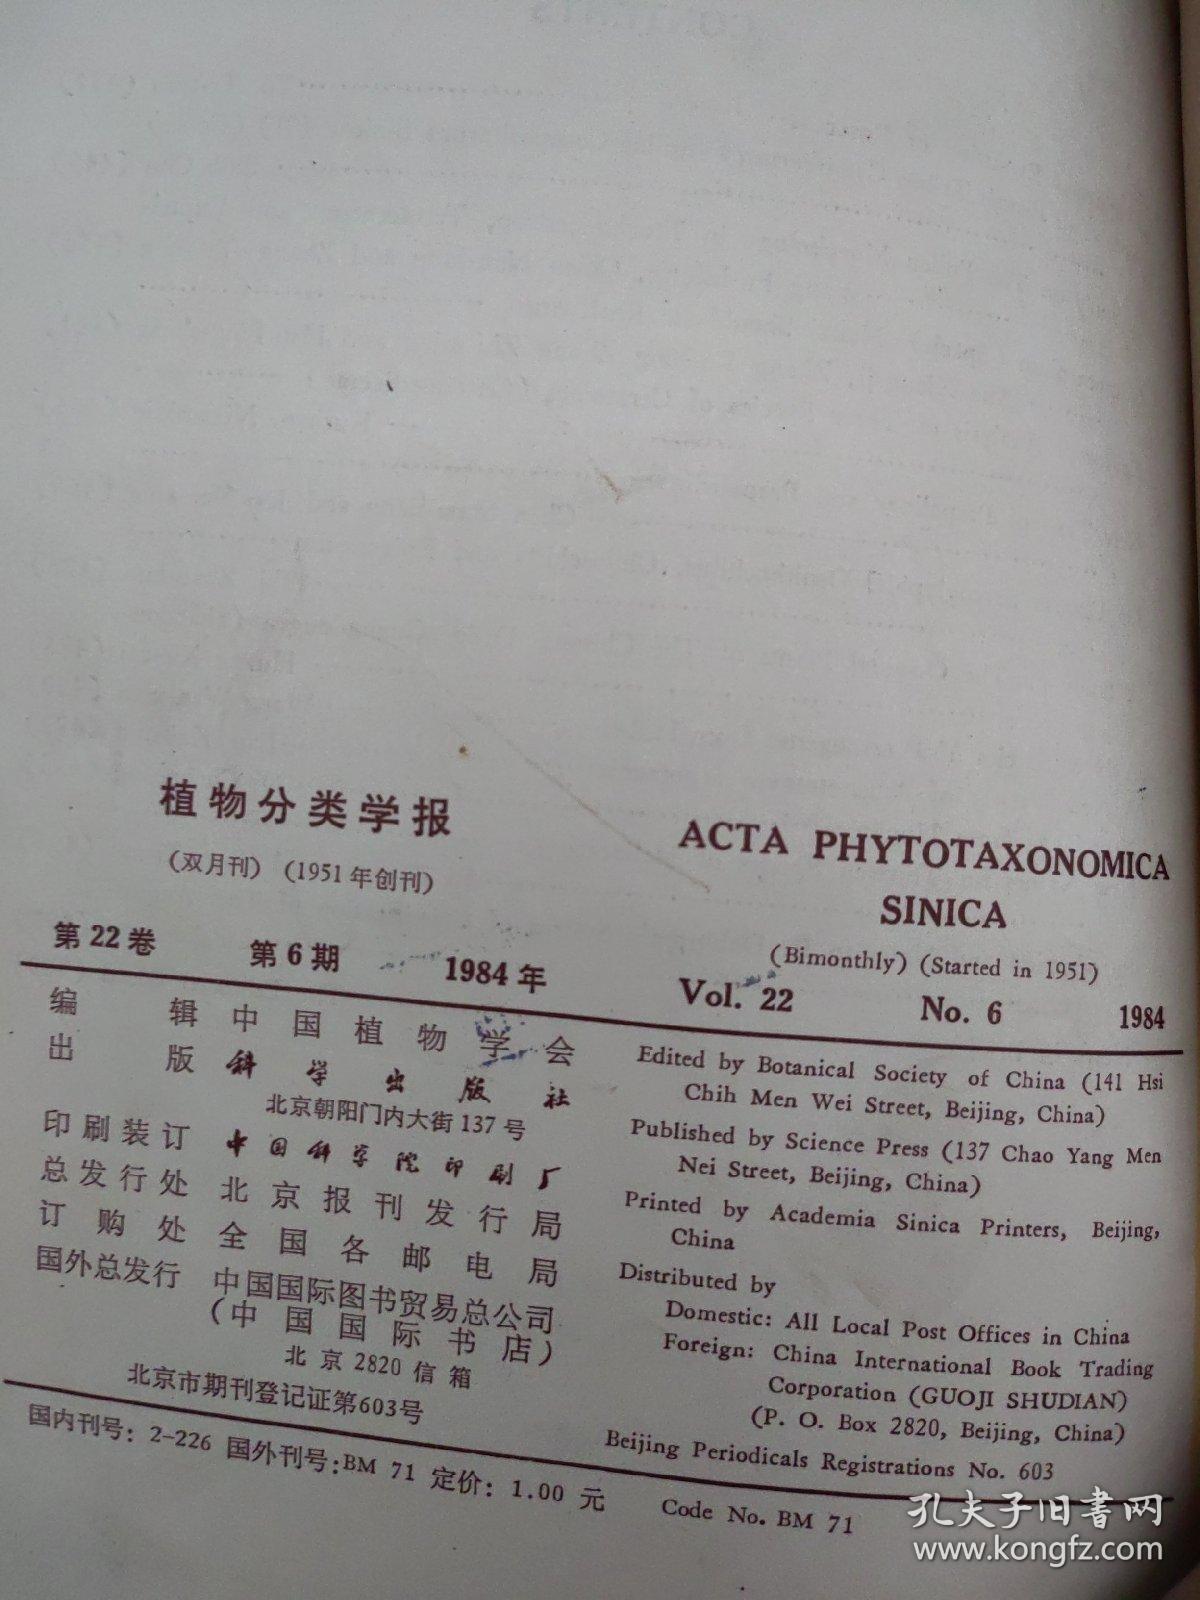 植物分类学报
(双月刊) (1951年创刊)
第22卷 第6期 1984年
编辑 中国植物学会
出版 科学出版社
北京朝阳门内大街137号
印刷装订 中国科学院印刷厂
总发行处 北京报刊发行局
订购处 全国各邮电局
国外总发行 中国国际图书贸易总公司
(中国国际书店)
北京2820信箱
北京市期刊登记证第603号
国内刊号: 2-226 国外刊号:BM 71 定价: 1.00 元
ACTA PHYTOTAXONOMICA
SINICA
(Bimonthly) (Started in 1951)
Vol. 22 No. 6 1984
Edited by Botanical Society of China (141 Hsi
Chih Men Wei Street, Beijing, China)
Published by Science Press (137 Chao Yang Men
Nei Street, Beijing, China)
Printed by Academia Sinica Printers, Beijing,
China
Distributed by
Domestic: All Local Post Offices in China
Foreign: China International Book Trading
Corporation (GUOJI SHUDIAN)
(P. O. Box 2820, Beijing, China)
Beijing Periodicals Registrations No. 603
Code No. BM 71
孔夫子旧书网
www.kongfz.com